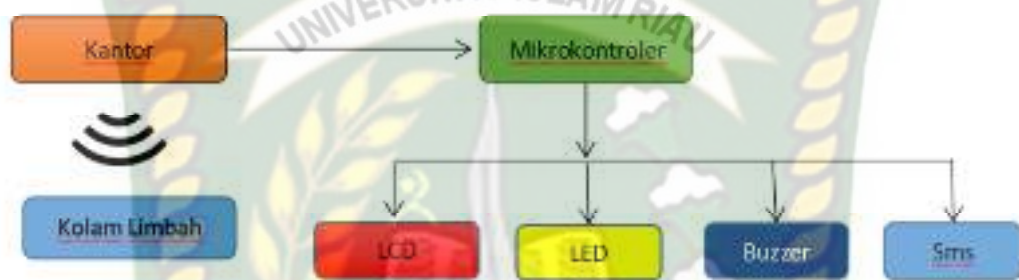 UNIVERSITAS ISLAM RIAU
Kantor
Mikrokontroler
Kolam Limbah
LCD
LED
Buzzer
Sms